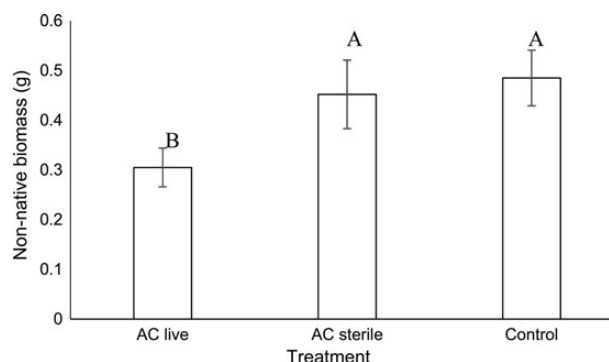 0.6
0.5
0.4
0.3
0.2
0.1
0
Non-native biomass (g)
B
A
A
AC live
AC sterile
Control
Treatment